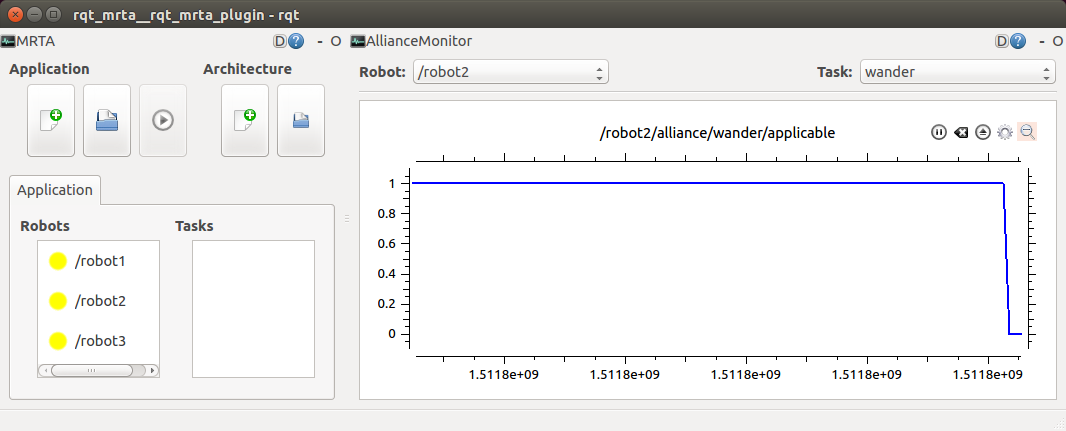 rqt_mrta__rqt_mrta_plugin - rqt
MRTA
D ? - O
AllianceMonitor
D ? - O
Application
Architecture
Robot: /robot2
Task: wander
Application
Robots
Tasks
/robot1
/robot2
/robot3
/robot2/alliance/wander/applicable
1
0.8
0.6
0.4
0.2
0
1.5118e+09 1.5118e+09 1.5118e+09 1.5118e+09 1.5118e+09